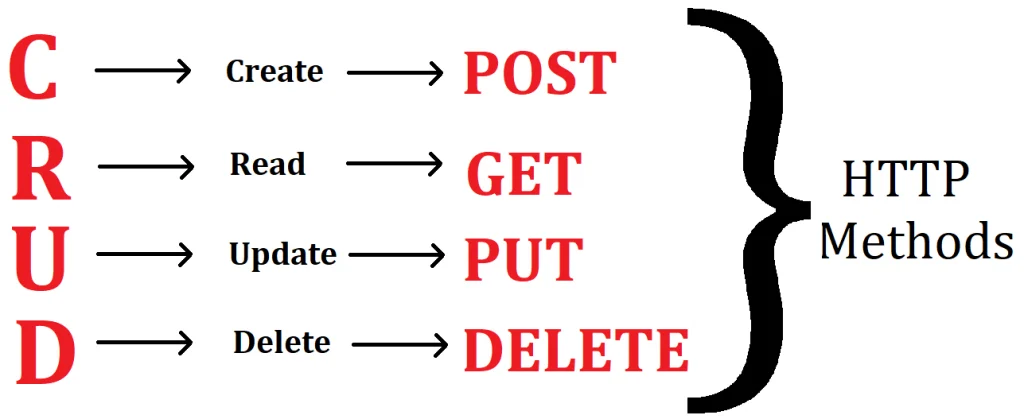 C Create POST
R Read GET
U Update PUT
D Delete DELETE
HTTP
Methods